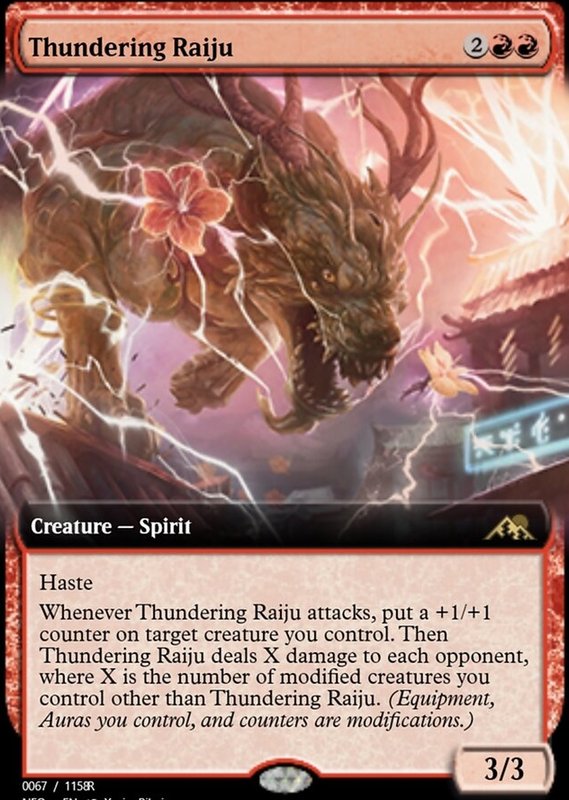 Thundering Raiju
2
Creature — Spirit
Haste
Whenever Thundering Raiju attacks, put a +1/+1
counter on target creature you control. Then
Thundering Raiju deals X damage to each opponent,
where X is the number of modified creatures you
control other than Thundering Raiju. (Equipment,
Auras you control, and counters are modifications.)
3/3
0067 / 1158R